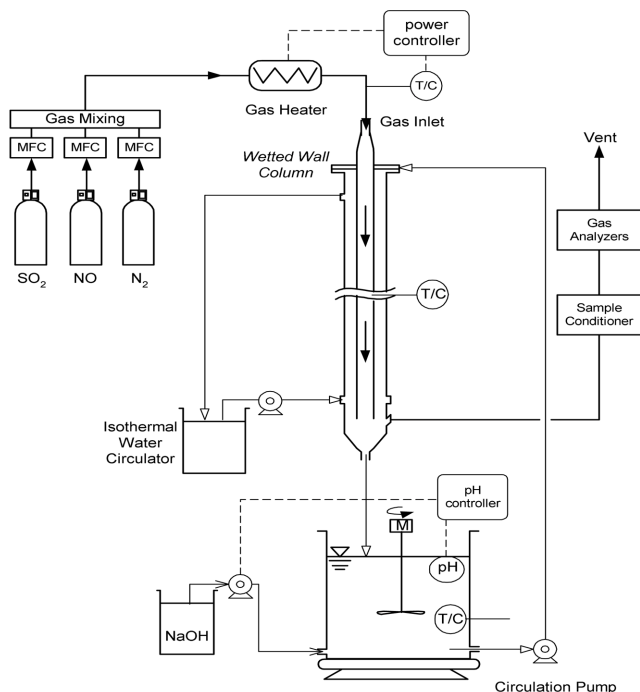 power
controller
T/C
Gas Heater
Gas Inlet
Gas Mixing
MFC
MFC
MFC
Wetted Wall
Column
Vent
Gas
Analyzers
SO₂
NO
N₂
T/C
Sample
Conditioner
Isothermal
Water
Circulator
pH
controller
M
pH
NaOH
T/C
Circulation Pump